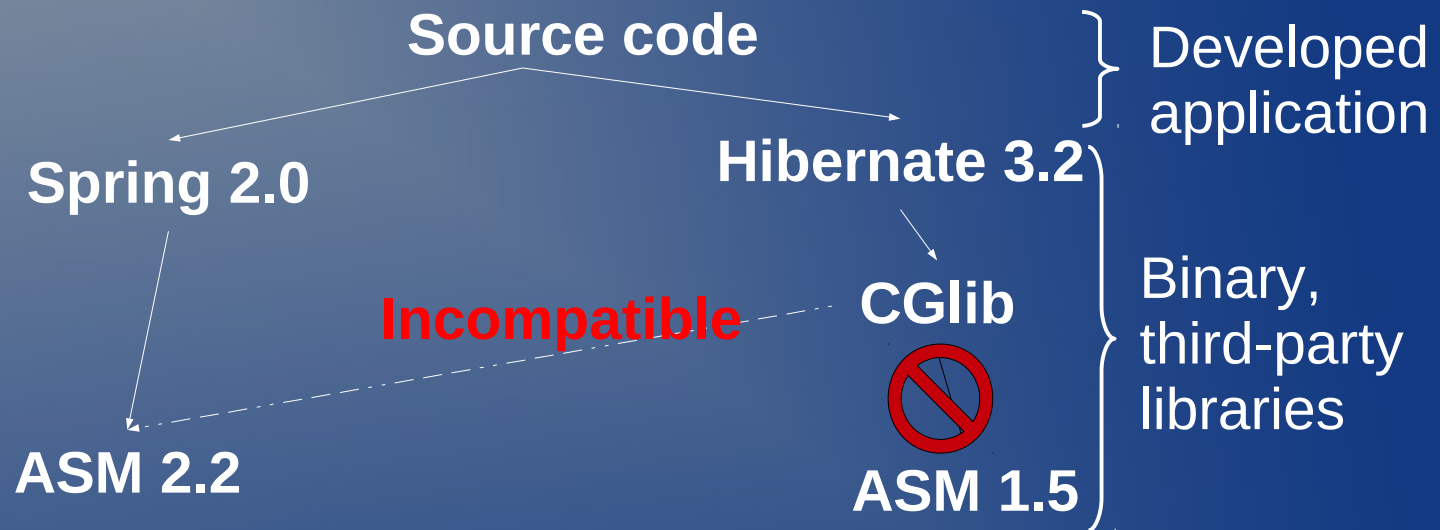 Source code
Developed
application
Spring 2.0
Hibernate 3.2
Incompatible
CGlib
Binary,
third-party
libraries
ASM 2.2
ASM 1.5